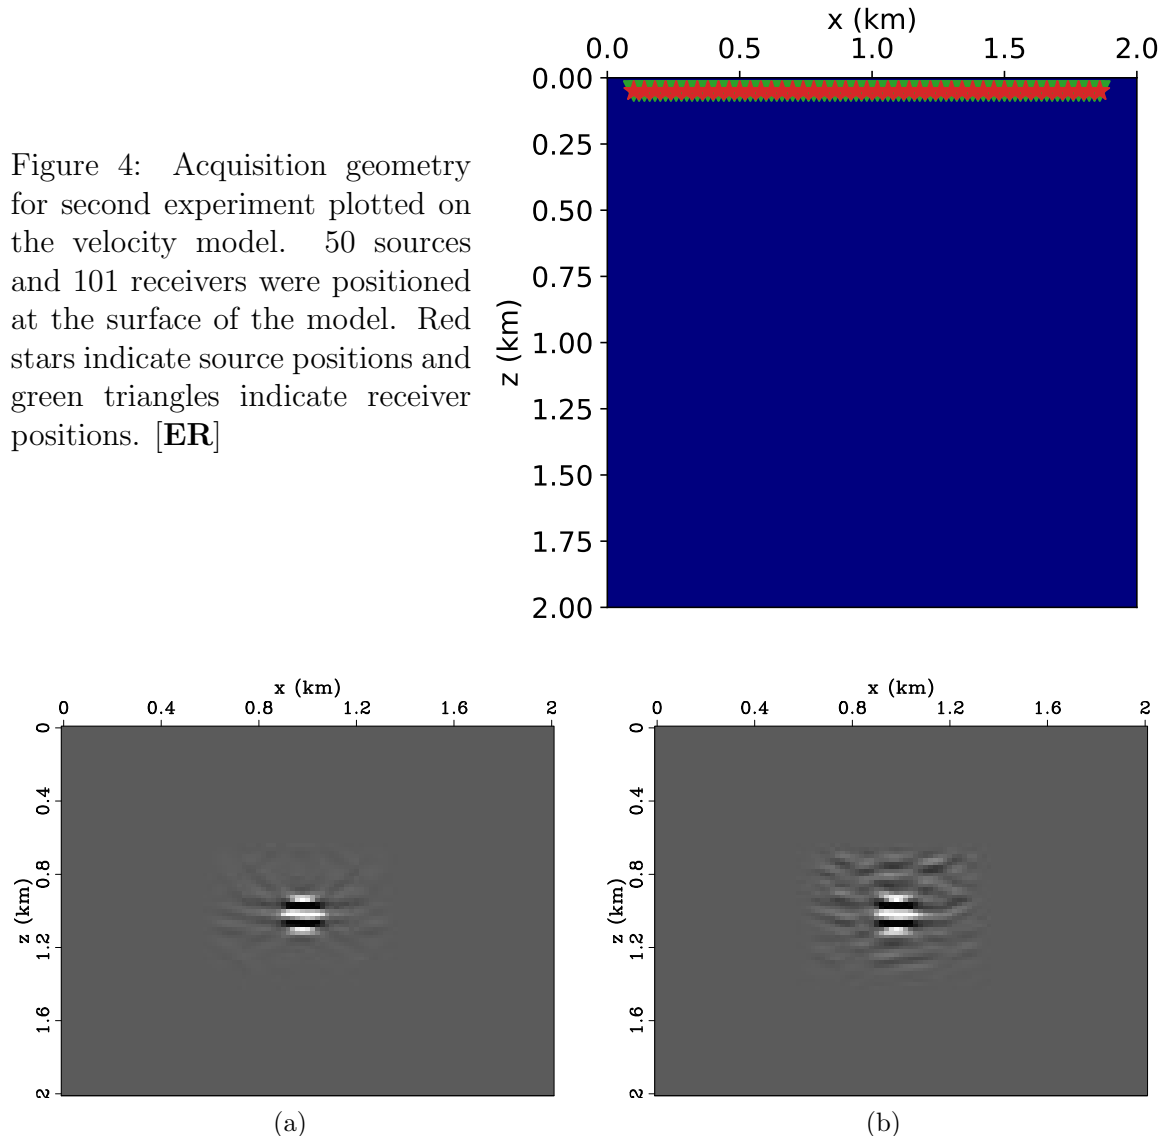 Figure 4: Acquisition geometry
for second experiment plotted on
the velocity model. 50 sources
and 101 receivers were positioned
at the surface of the model. Red
stars indicate source positions and
green triangles indicate receiver
positions. [ER]
x (km)
0.0 0.5 1.0 1.5 2.0
z (km)
0.00
0.25
0.50
0.75
1.00
1.25
1.50
1.75
2.00
x (km)
0 0.4 0.8 1.2 1.6 2
z (km)
0
0.4
0.8
1.2
1.6
2
(a)
x (km)
0 0.4 0.8 1.2 1.6 2
z (km)
0
0.4
0.8
1.2
1.6
2
(b)